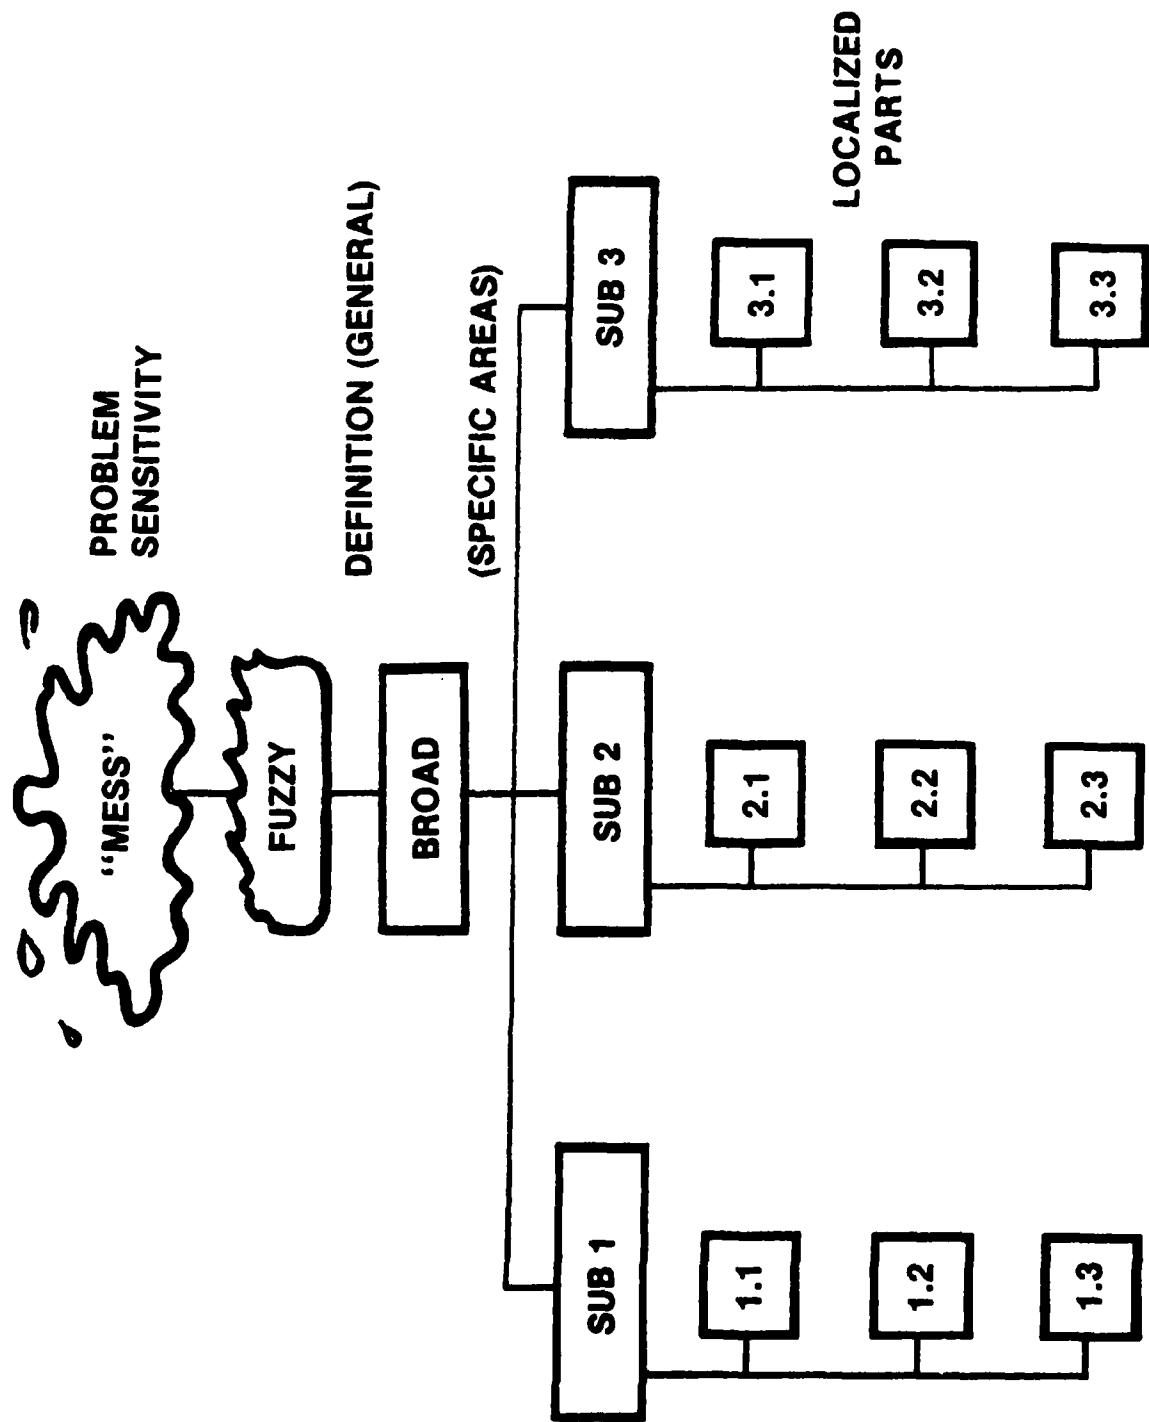 PROBLEM
SENSITIVITY
“MESS”
FUZZY
DEFINITION (GENERAL)
BROAD
(SPECIFIC AREAS)
SUB 1
SUB 2
SUB 3
1.1
2.1
3.1
LOCALIZED
PARTS
1.2
2.2
3.2
1.3
2.3
3.3